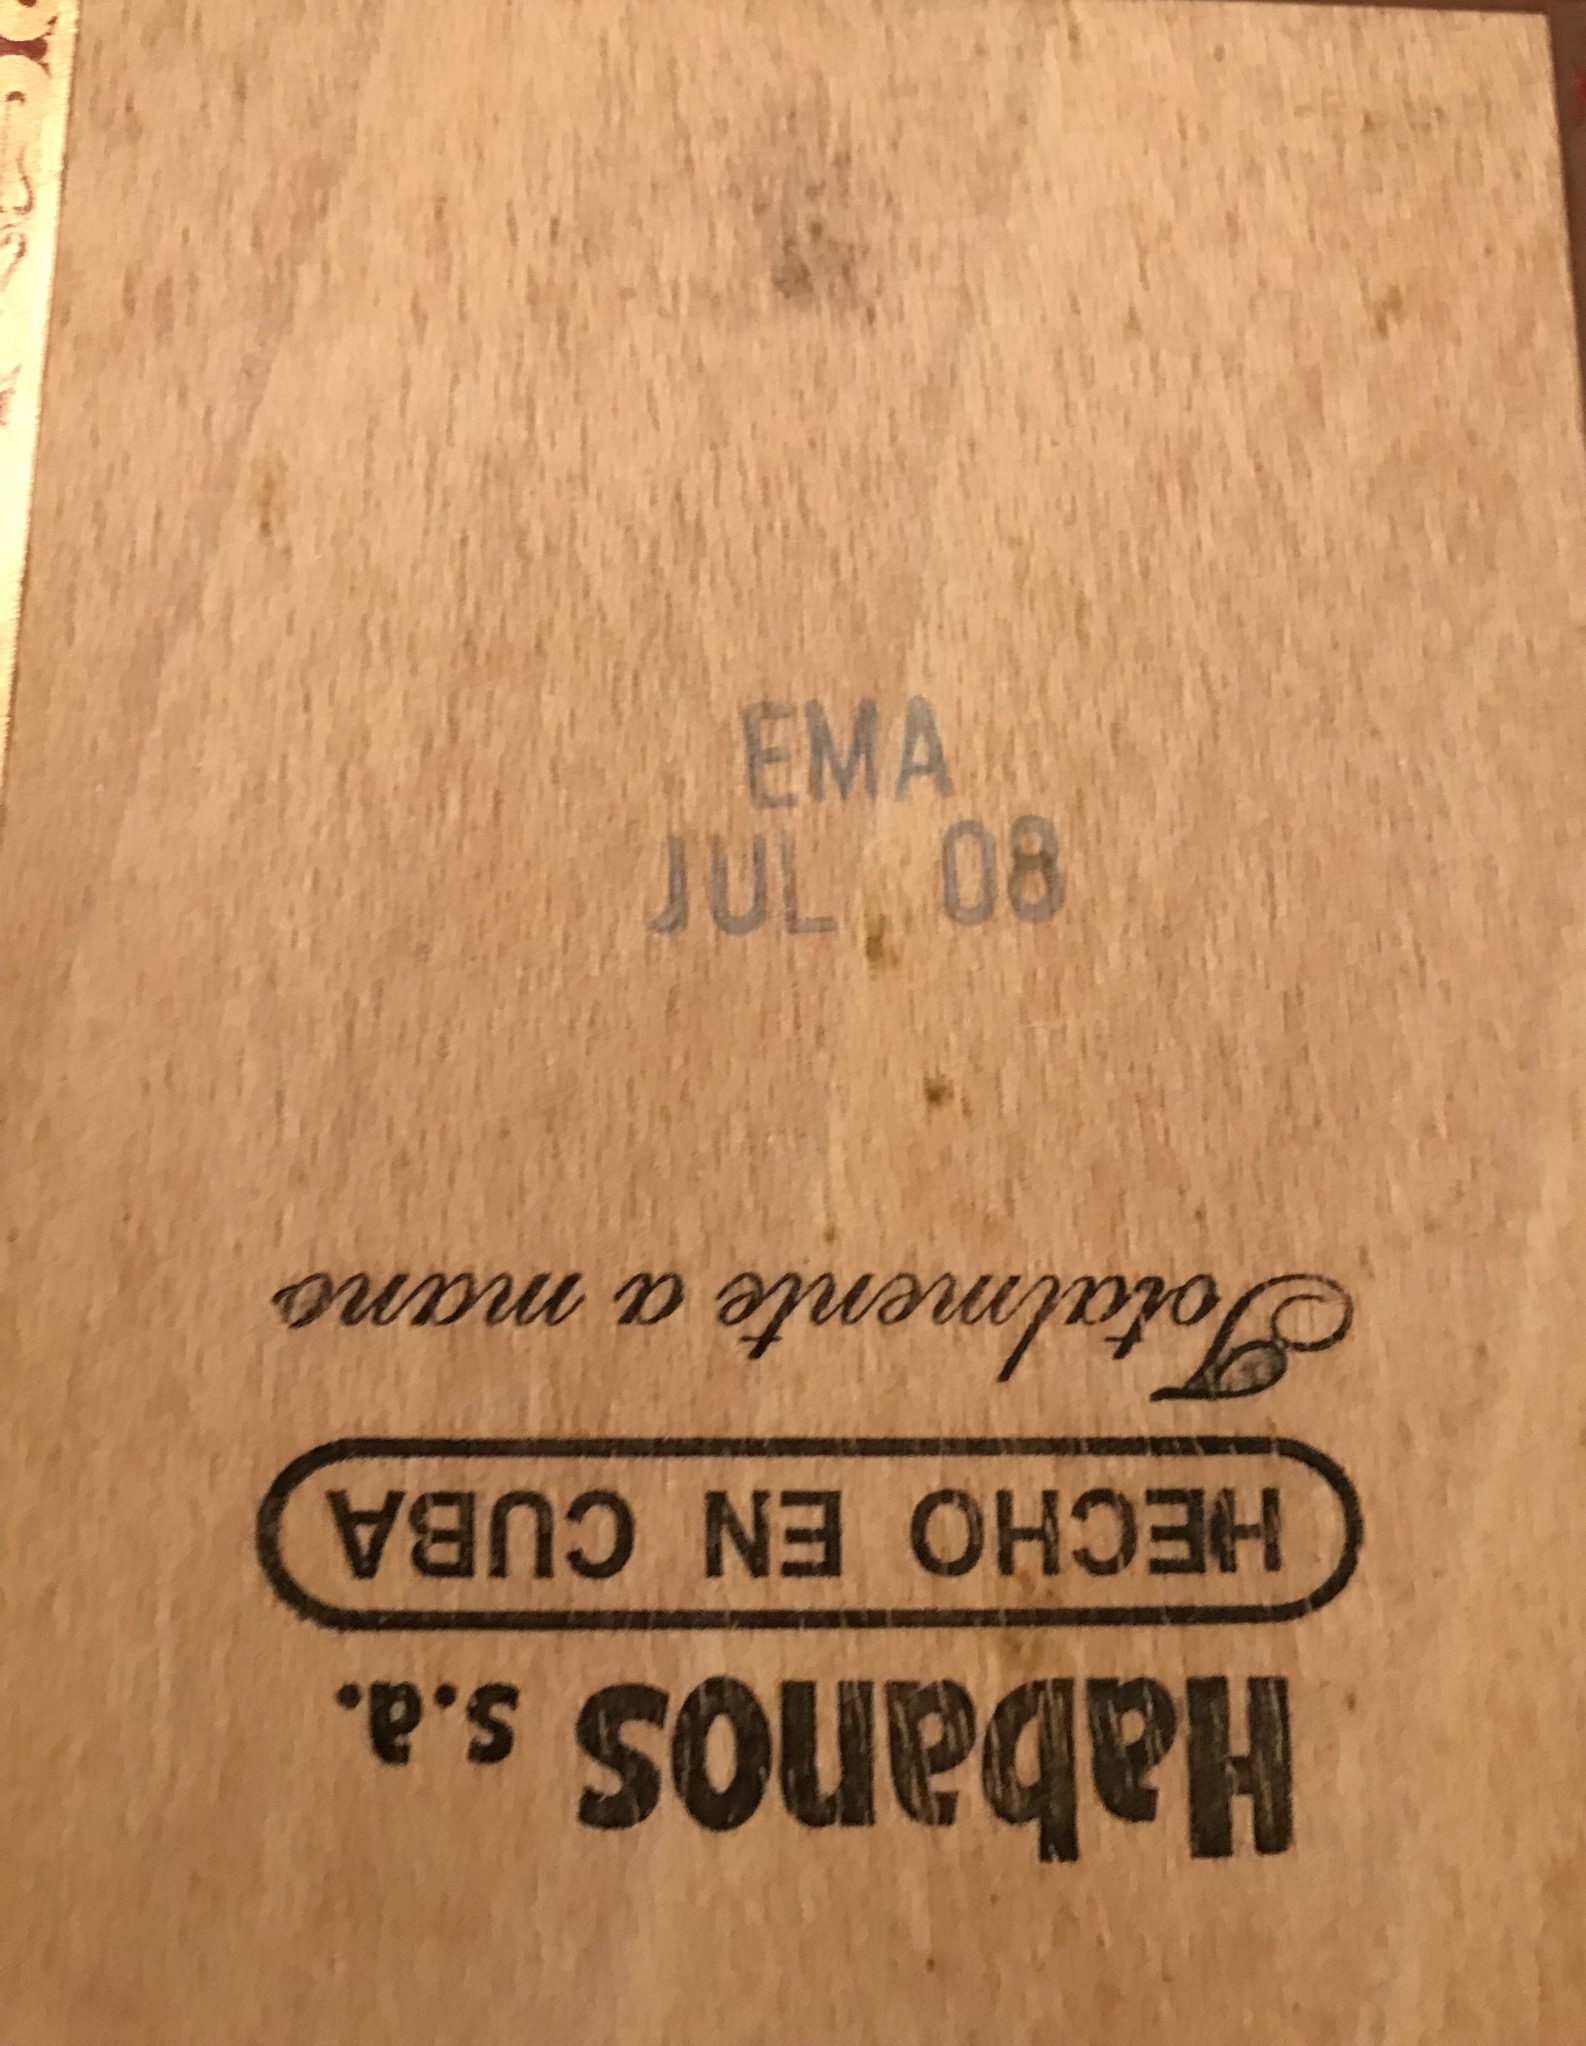 EMA
JUL 08
Habanos s.a.
HECHO EN CUBA
Totalmente a mano